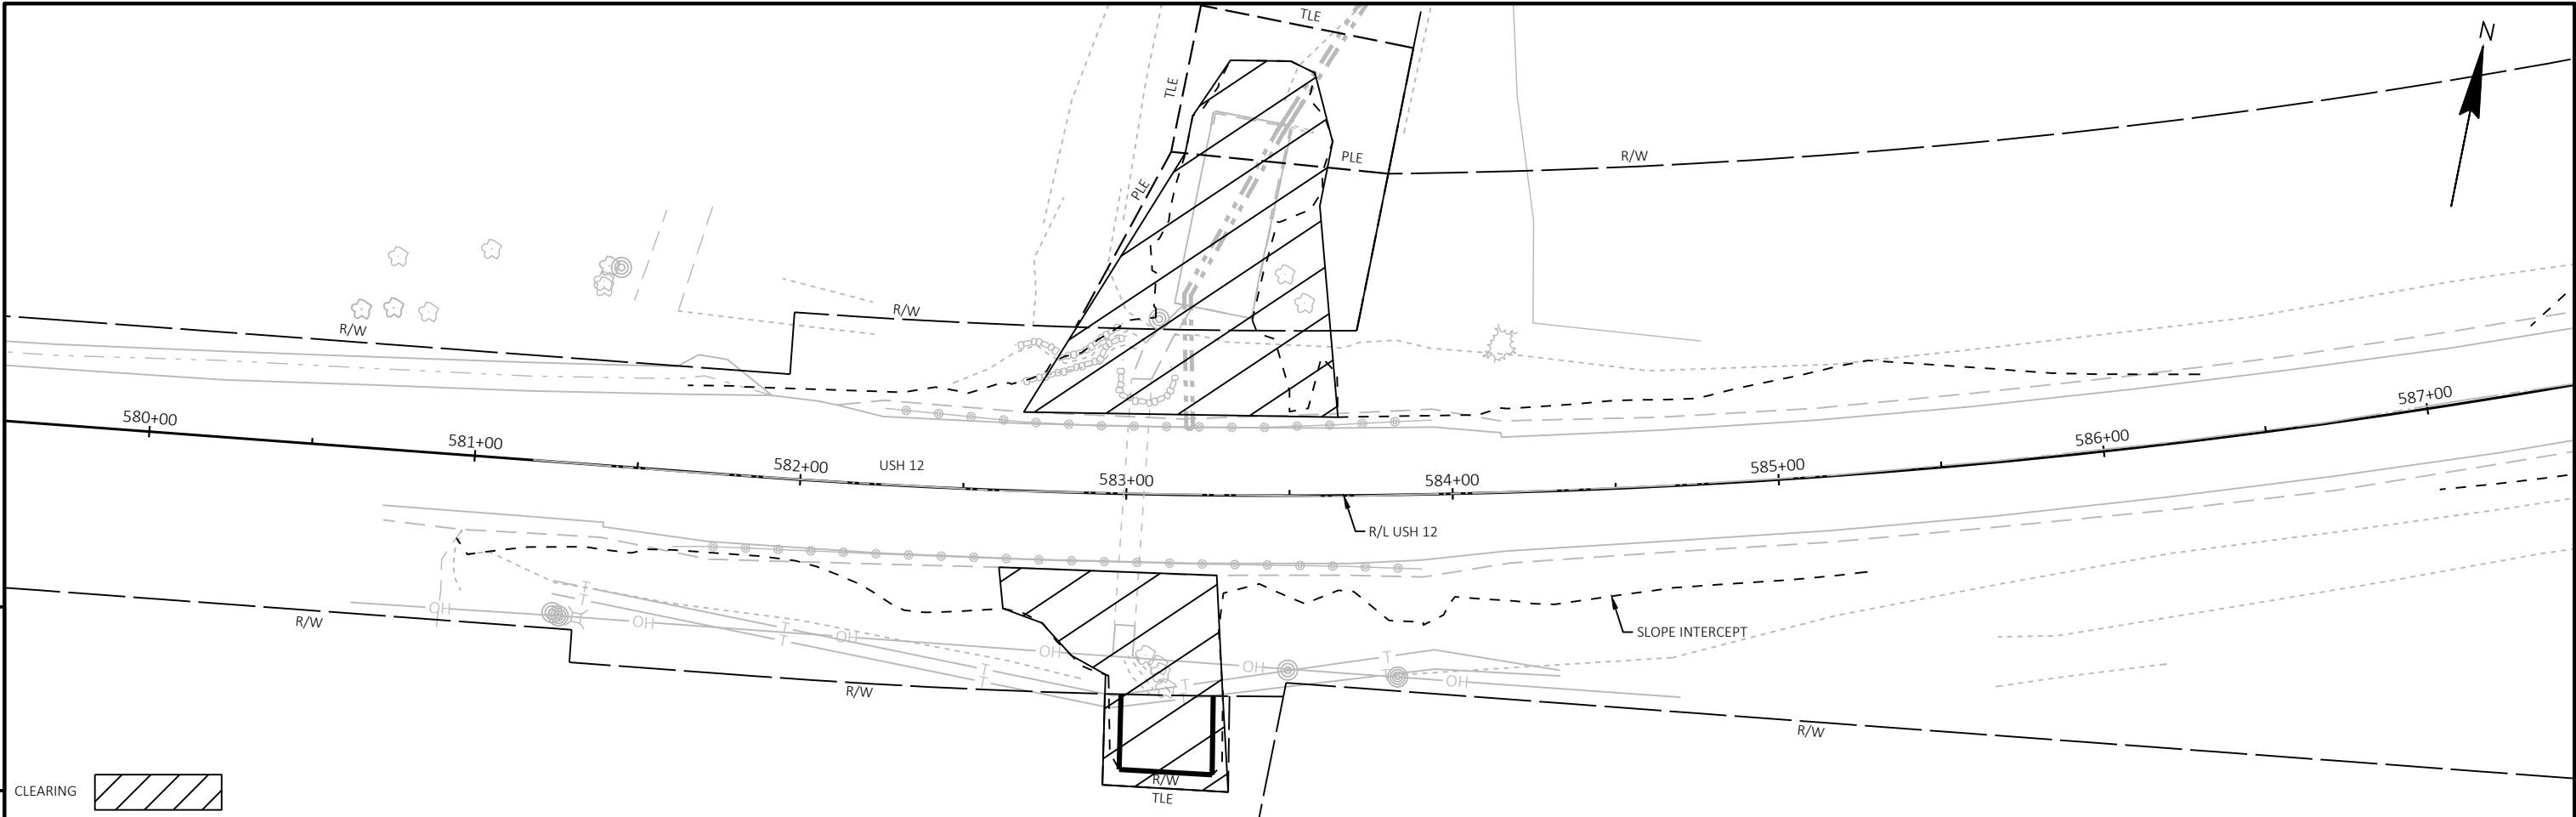 TLE
N
TLE
PLE
R/W
PLE
R/W
R/W
580+00
581+00
582+00
USH 12
583+00
584+00
585+00
586+00
587+00
R/L USH 12
OH
T
T
OH
T
T
OH
T
T
OH
T
OH
T
T
OH
SLOPE INTERCEPT
R/W
R/W
R/W
R/W
TLE
CLEARING